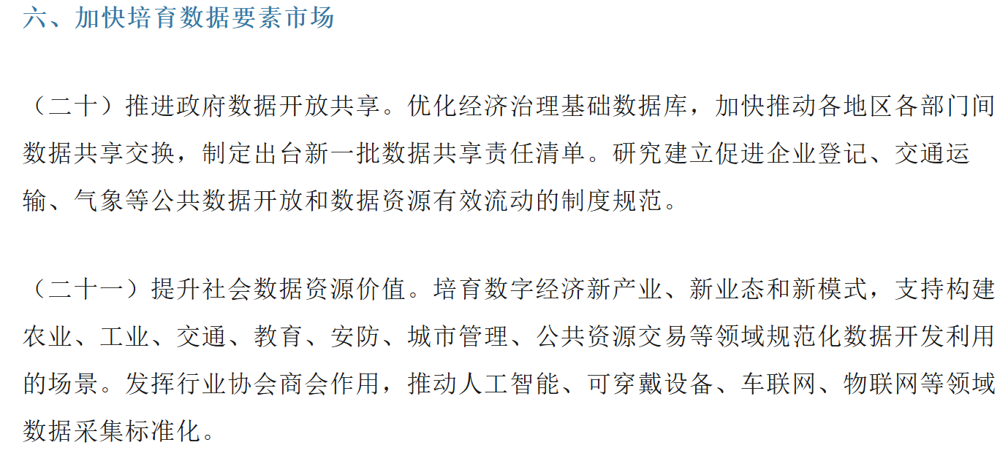 六、加快培育数据要素市场
（二十）推进政府数据开放共享。优化经济治理基础数据库，加快推动各地区各部门间
数据共享交换，制定出台新一批数据共享责任清单。研究建立促进企业登记、交通运
输、气象等公共数据开放和数据资源有效流动的制度规范。
（二十一）提升社会数据资源价值。培育数字经济新产业、新业态和新模式，支持构建
农业、工业、交通、教育、安防、城市管理、公共资源交易等领域规范化数据开发利用
的场景。发挥行业协会商会作用，推动人工智能、可穿戴设备、车联网、物联网等领域
数据采集标准化。